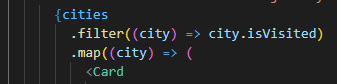 {cities
.filter((city) => city.isVisited)
.map((city) => (
<Card